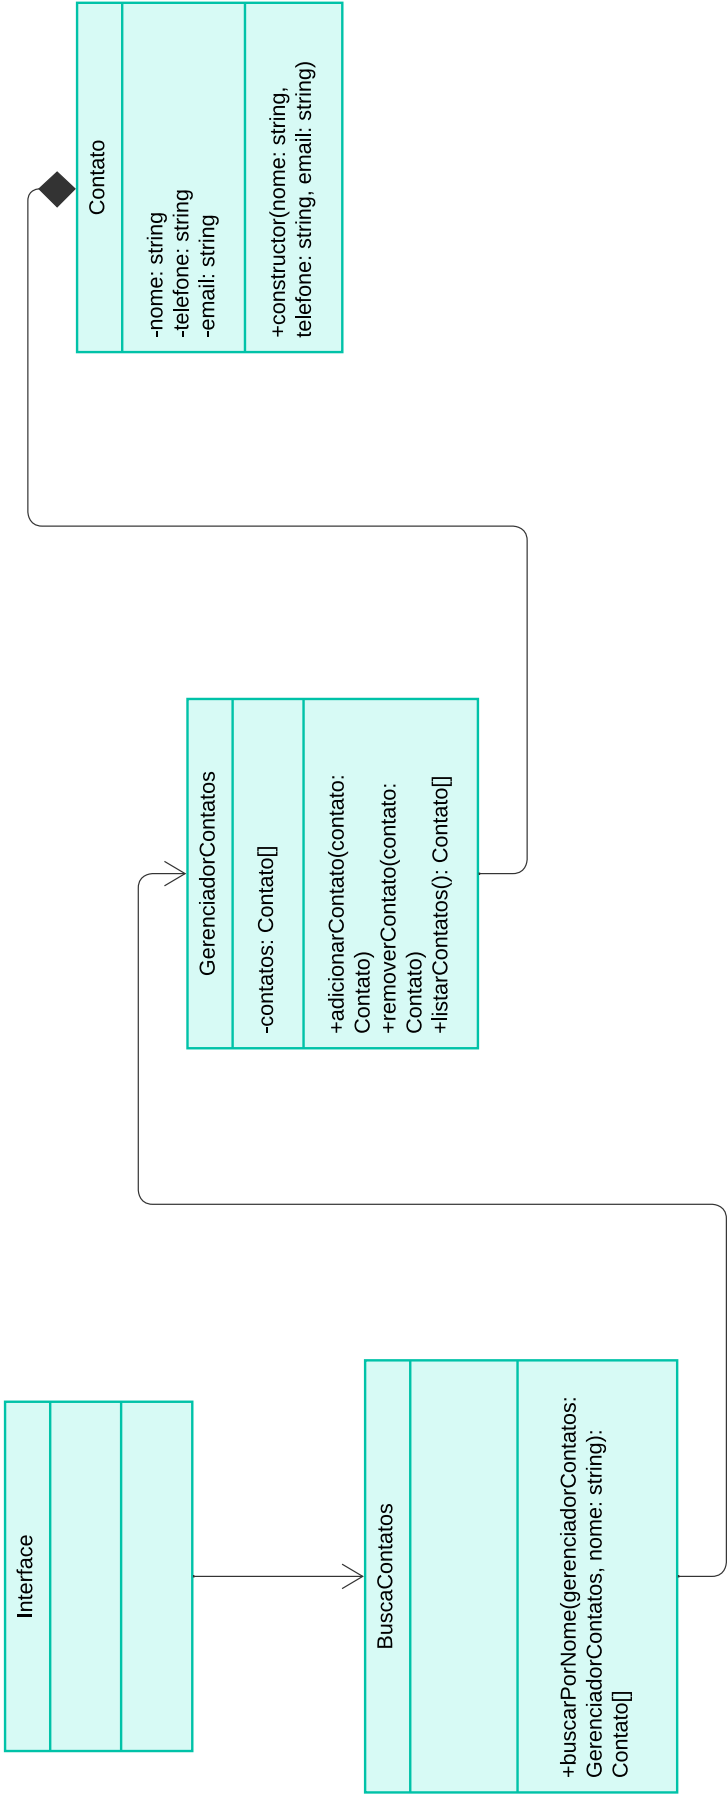 Interface
BuscaContatos
+buscarPorNome(gerenciadorContatos:
GerenciadorContatos, nome: string):
Contato[]
GerenciadorContatos
-contatos: Contato[]
+adicionarContato(contato:
Contato)
+removerContato(contato:
Contato)
+listarContatos(): Contato[]
Contato
-nome: string
-telefone: string
-email: string
+constructor(nome: string,
telefone: string, email: string)